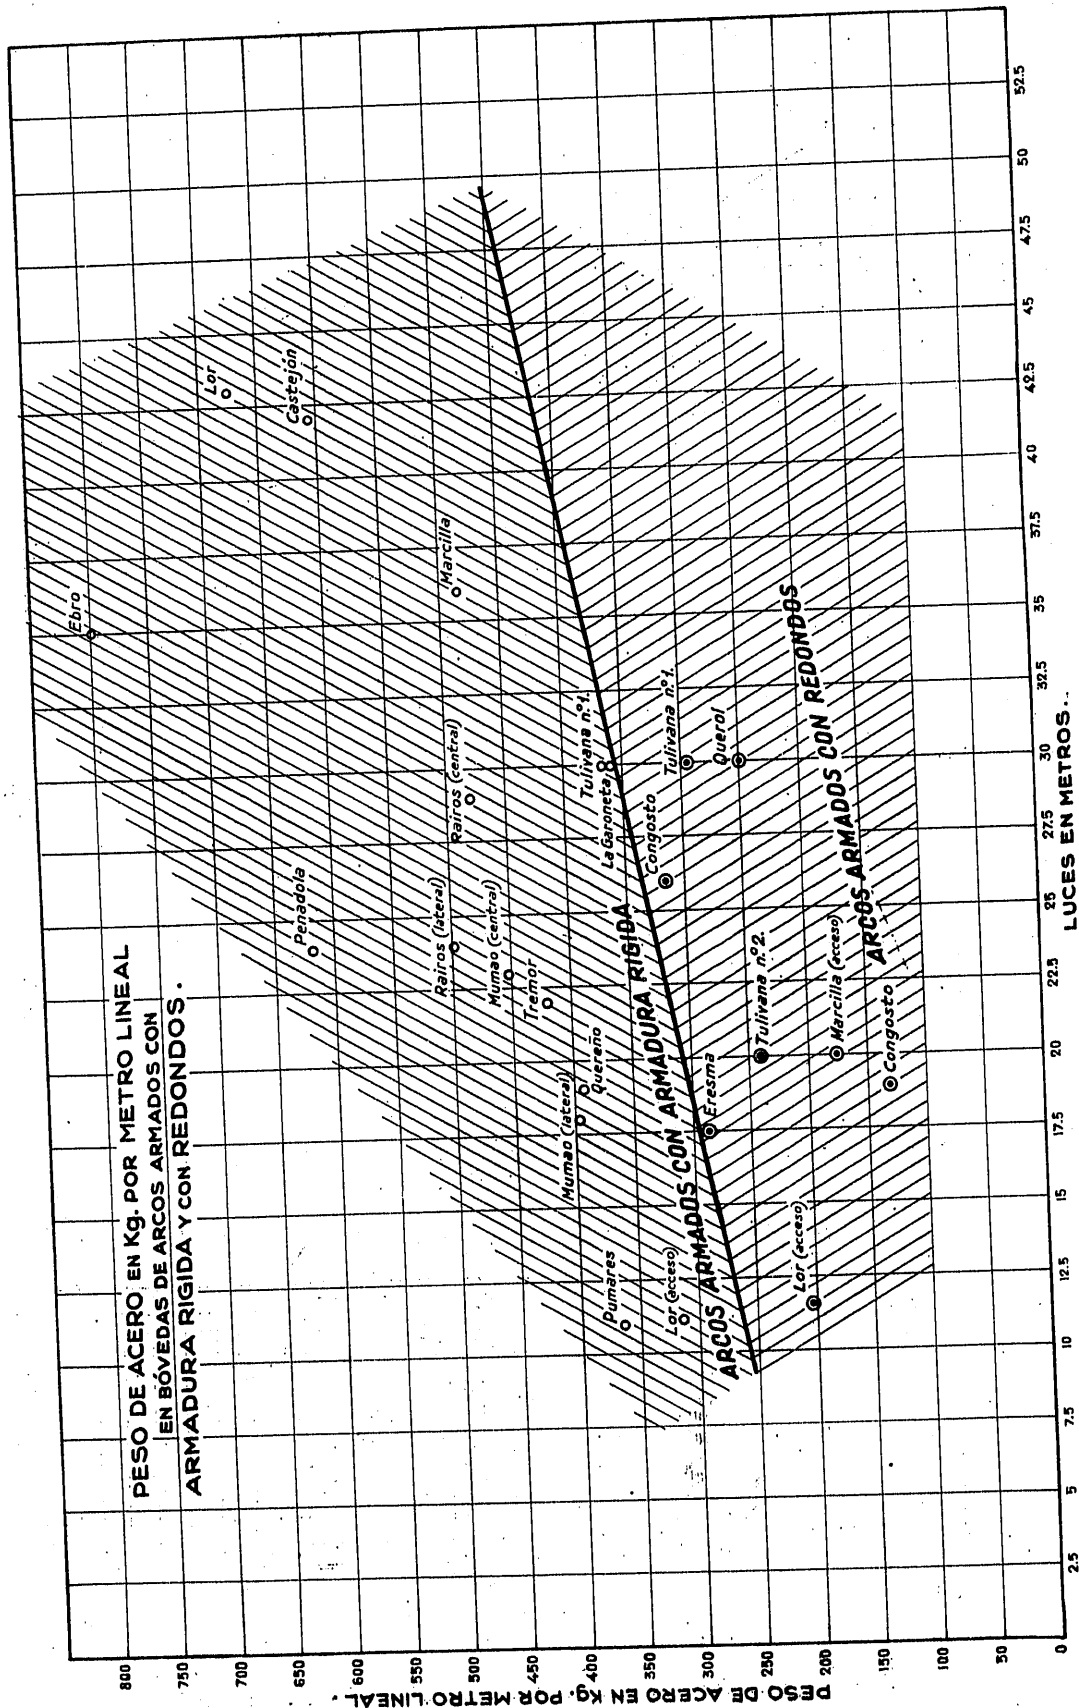 PESO DE ACERO EN Kg. POR METRO LINEAL
EN BÓVEDAS DE ARCOS ARMADOS CON
ARMADURA RIGIDA Y CON REDONDOS.
Ebro
Lor
Castejón
Marcilla
Penadola
Rairos (central)
Rairos (lateral)
Mumao (central)
Tremor
Tulivana nº1.
La Garoneta
Mumao (lateral)
Quereño
Pumares
Lor (acceso)
ARCOS ARMADOS CON ARMADURA RIGIDA
Congosto
Tulivana nº1.
Querol
Eresma
Tulivana nº2.
Marcilla (acceso)
Congosto
Lor (acceso)
ARCOS ARMADOS CON REDONDOS
PESO DE ACERO EN Kg. POR METRO LINEAL.
800
750
700
650
600
550
500
450
400
350
300
250
200
150
100
50
0
2.5
5
7.5
10
12.5
15
17.5
20
22.5
25
27.5
30
32.5
35
37.5
40
42.5
45
47.5
50
52.5
LUCES EN METROS.